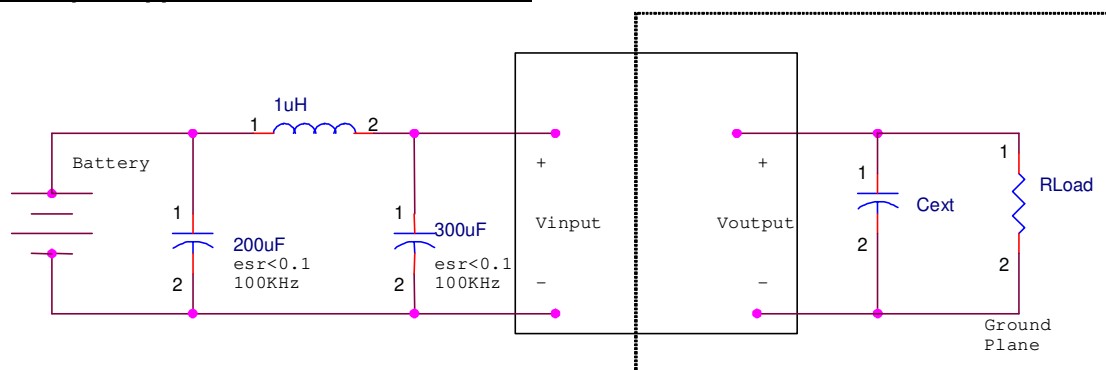 1uH
1 2
Battery
+ +
1 1 1 1
RLoad
Cext
Vinput Voutput
200uF 300uF
esr<0.1 esr<0.1
100KHz 100KHz
2 2 2 2
- -
Ground
Plane